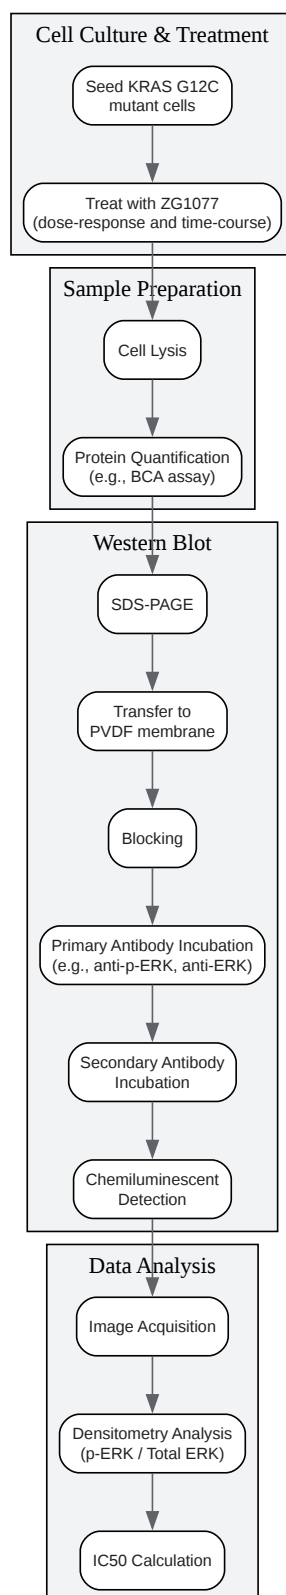 Cell Culture & Treatment
Seed KRAS G12C
mutant cells
Treat with ZG1077
(dose-response and time-course)
Sample Preparation
Cell Lysis
Protein Quantification
(e.g., BCA assay)
Western Blot
SDS-PAGE
Transfer to
PVDF membrane
Blocking
Primary Antibody Incubation
(e.g., anti-p-ERK, anti-ERK)
Secondary Antibody
Incubation
Chemiluminescent
Detection
Data Analysis
Image Acquisition
Densitometry Analysis
(p-ERK / Total ERK)
IC50 Calculation